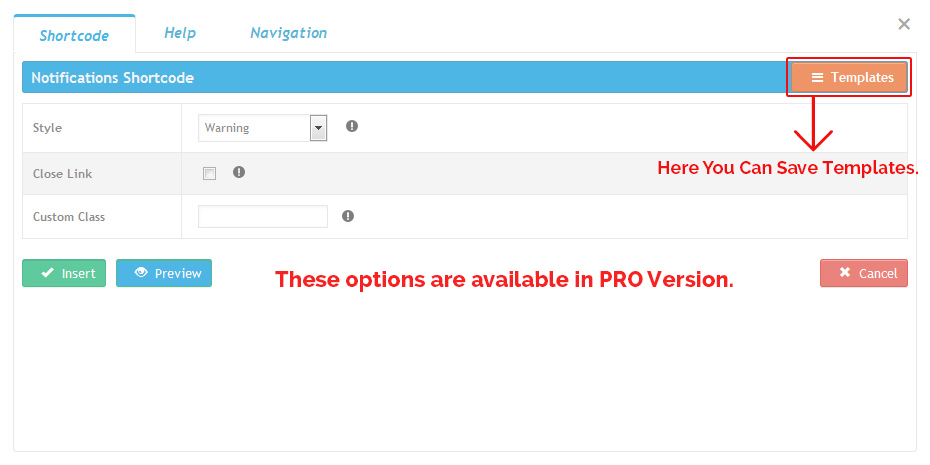 Shortcode Help Navigation
Notifications Shortcode Templates
Style Warning
Here You Can Save Templates.
Close Link
Custom Class
Insert Preview These options are available in PRO Version. Cancel